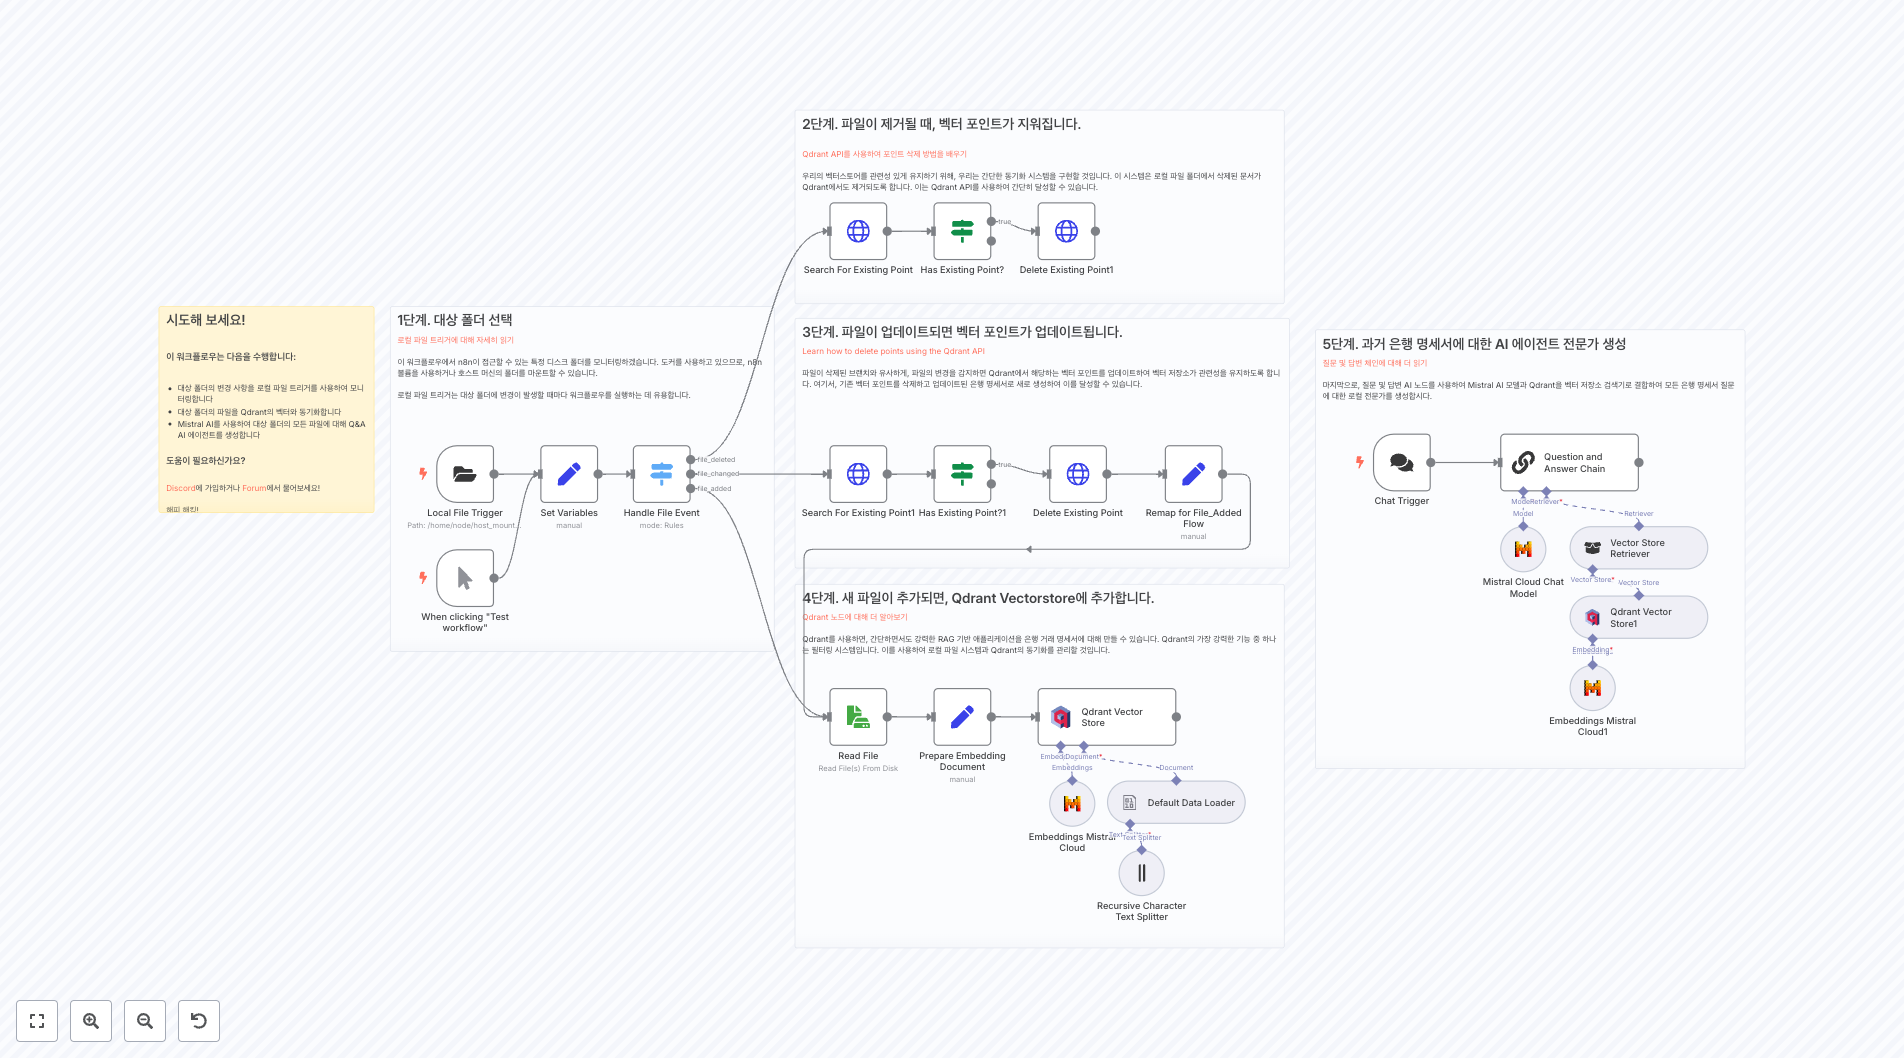 시도해 보세요!
이 워크플로우는 다음을 수행합니다:
대상 폴더의 변경 사항을 로컬 파일 트리거를 사용하여 모니
터링합니다
대상 폴더의 파일을 Qdrant의 벡터와 동기화합니다
Mistral AI를 사용하여 대상 폴더의 모든 파일에 대해 Q&A
AI 에이전트를 생성합니다
도움이 필요하신가요?
Discord에 가입하거나 Forum에서 물어보세요!
해피 해킹!
1단계. 대상 폴더 선택
로컬 파일 트리거에 대해 자세히 읽기
이 워크플로우에서 n8n이 접근할 수 있는 특정 디스크 폴더를 모니터링하겠습니다. 도커를 사용하고 있으므로, n8n
볼륨을 사용하거나 호스트 머신의 폴더를 마운트할 수 있습니다.
로컬 파일 트리거는 대상 폴더에 변경이 발생할 때마다 워크플로우를 실행하는 데 유용합니다.
Local File Trigger
Path: /home/node/host_mount...
Set Variables
manual
Handle File Event
mode: Rules
file_deleted
file_changed
file_added
When clicking "Test
workflow"
2단계. 파일이 제거될 때, 벡터 포인트가 지워집니다.
Qdrant API를 사용하여 포인트 삭제 방법을 배우기
우리의 벡터스토어를 관련성 있게 유지하기 위해, 우리는 간단한 동기화 시스템을 구현할 것입니다. 이 시스템은 로컬 파일 폴더에서 삭제된 문서가
Qdrant에서도 제거되도록 합니다. 이는 Qdrant API를 사용하여 간단히 달성할 수 있습니다.
true
Search For Existing Point
Has Existing Point?
Delete Existing Point1
3단계. 파일이 업데이트되면 벡터 포인트가 업데이트됩니다.
Learn how to delete points using the Qdrant API
파일이 삭제된 브랜치와 유사하게, 파일의 변경을 감지하면 Qdrant에서 해당하는 벡터 포인트를 업데이트하여 벡터 저장소가 관련성을 유지하도록 합니
다. 여기서, 기존 벡터 포인트를 삭제하고 업데이트된 은행 명세서로 새로 생성하여 이를 달성할 수 있습니다.
true
Search For Existing Point1
Has Existing Point?1
Delete Existing Point
Remap for File_Added
Flow
manual
4단계. 새 파일이 추가되면, Qdrant Vectorstore에 추가합니다.
Qdrant 노드에 대해 더 알아보기
Qdrant를 사용하면, 간단하면서도 강력한 RAG 기반 애플리케이션을 은행 거래 명세서에 대해 만들 수 있습니다. Qdrant의 가장 강력한 기능 중 하나
는 필터링 시스템입니다. 이를 사용하여 로컬 파일 시스템과 Qdrant의 동기화를 관리할 것입니다.
Read File
Read File(s) From Disk
Prepare Embedding
Document
manual
Qdrant Vector
Store
Document*
Embeddings
Document
Embeddings Mistral
Cloud
Default Data Loader
Text Splitter
Recursive Character
Text Splitter
5단계. 과거 은행 명세서에 대한 AI 에이전트 전문가 생성
질문 및 답변 체인에 대해 더 읽기
마지막으로, 질문 및 답변 AI 노드를 사용하여 Mistral AI 모델과 Qdrant을 벡터 저장소 검색기로 결합하여 모든 은행 명세서 질문
에 대한 로컬 전문가를 생성합시다.
Chat Trigger
Question and
Answer Chain
Retriever*
Model
Retriever
Mistral Cloud Chat
Model
Vector Store
Retriever
Vector Store*
Vector Store
Qdrant Vector
Store1
Embedding*
Embeddings Mistral
Cloud1